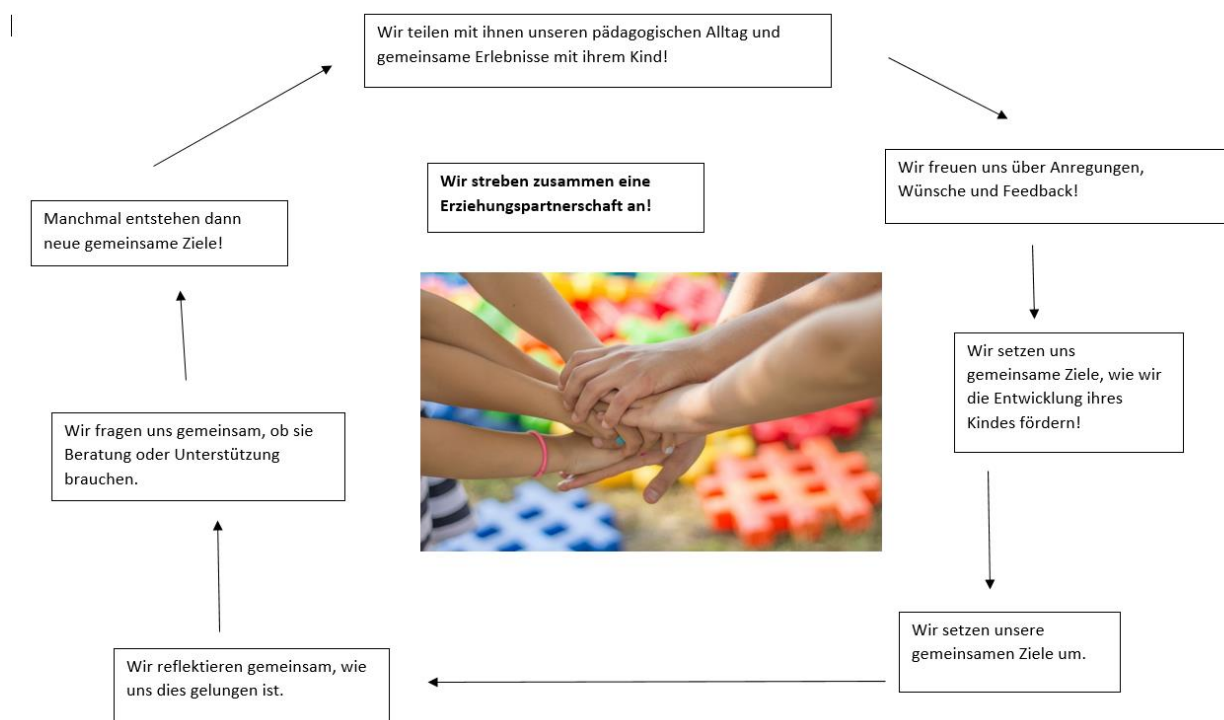 Wir teilen mit ihnen unseren pädagogischen Alltag und
gemeinsame Erlebnisse mit ihrem Kind!
Wir freuen uns über Anregungen,
Wünsche und Feedback!
Wir setzen uns
gemeinsame Ziele, wie wir
die Entwicklung ihres
Kindes fördern!
Wir setzen unsere
gemeinsamen Ziele um.
Wir reflektieren gemeinsam, wie
uns dies gelungen ist.
Wir fragen uns gemeinsam, ob sie
Beratung oder Unterstützung
brauchen.
Manchmal entstehen dann
neue gemeinsame Ziele!
Wir streben zusammen eine
Erziehungspartnerschaft an!